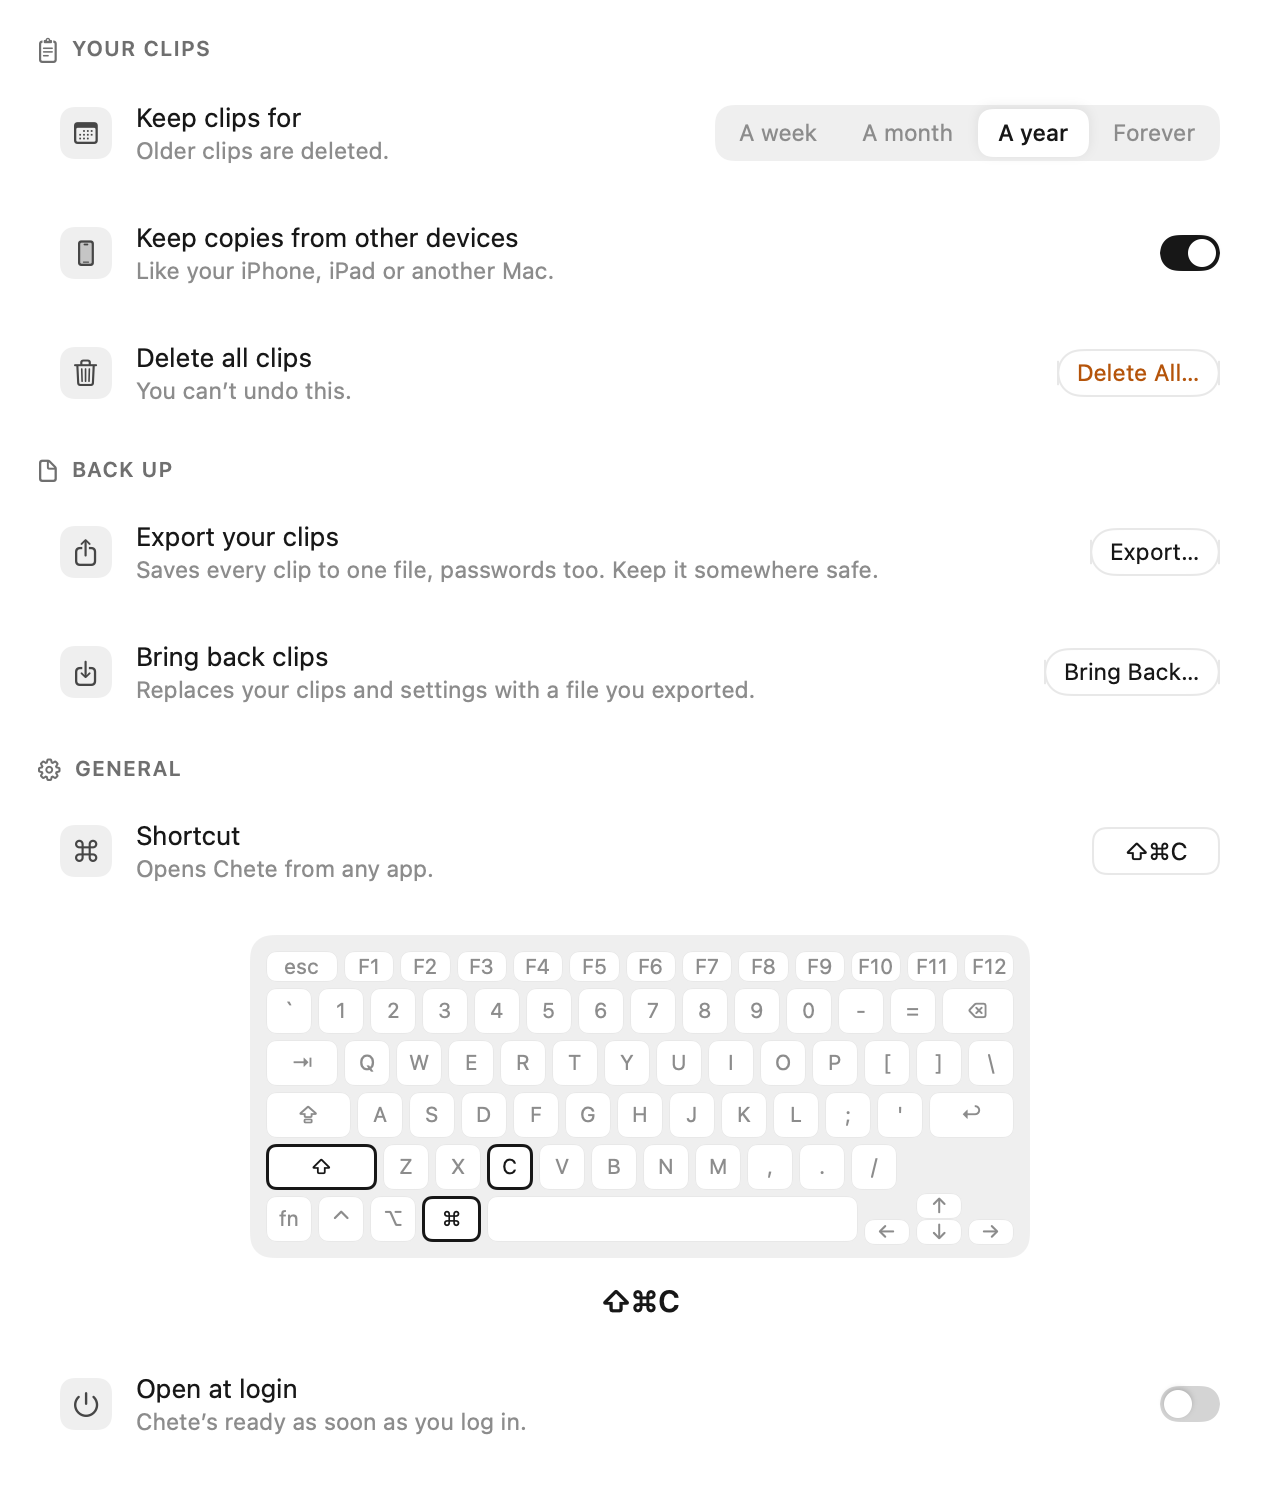 YOUR CLIPS
Keep clips for
Older clips are deleted.
A week A month A year Forever
Keep copies from other devices
Like your iPhone, iPad or another Mac.
Delete all clips
You can’t undo this.
Delete All...
BACK UP
Export your clips
Saves every clip to one file, passwords too. Keep it somewhere safe.
Export...
Bring back clips
Replaces your clips and settings with a file you exported.
Bring Back...
GENERAL
Shortcut
Opens Chete from any app.
⇧⌘C
esc F1 F2 F3 F4 F5 F6 F7 F8 F9 F10 F11 F12
` 1 2 3 4 5 6 7 8 9 0 - = ⌫
⇥ Q W E R T Y U I O P [ ] \
⇪ A S D F G H J K L ; ' ↩
⇧ Z X C V B N M , . /
fn ⌃ ⌥ ⌘ ← ↑ ↓ →
⇧⌘C
Open at login
Chete’s ready as soon as you log in.